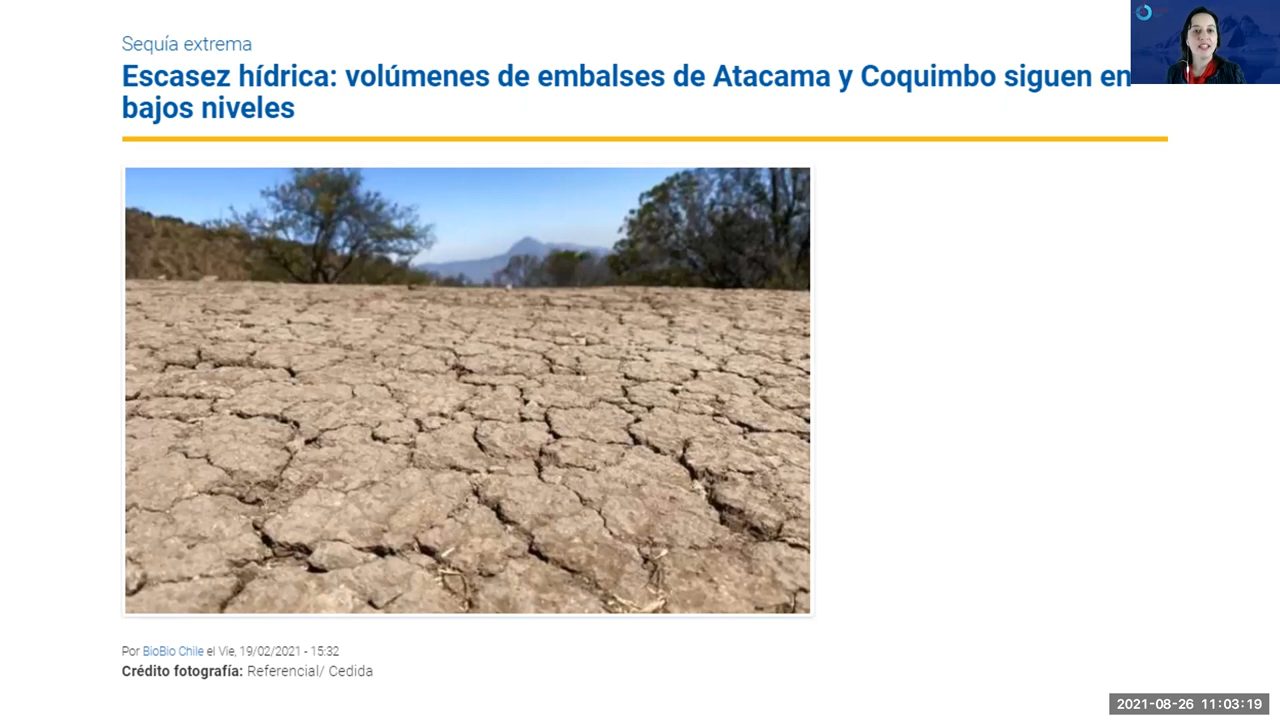 Sequía extrema
Escasez hídrica: volúmenes de embalses de Atacama y Coquimbo siguen en
bajos niveles
Por BioBio Chile el Vie, 19/02/2021 - 15:32
Crédito fotografía: Referencial/ Cedida
2021-08-26 11:03:19